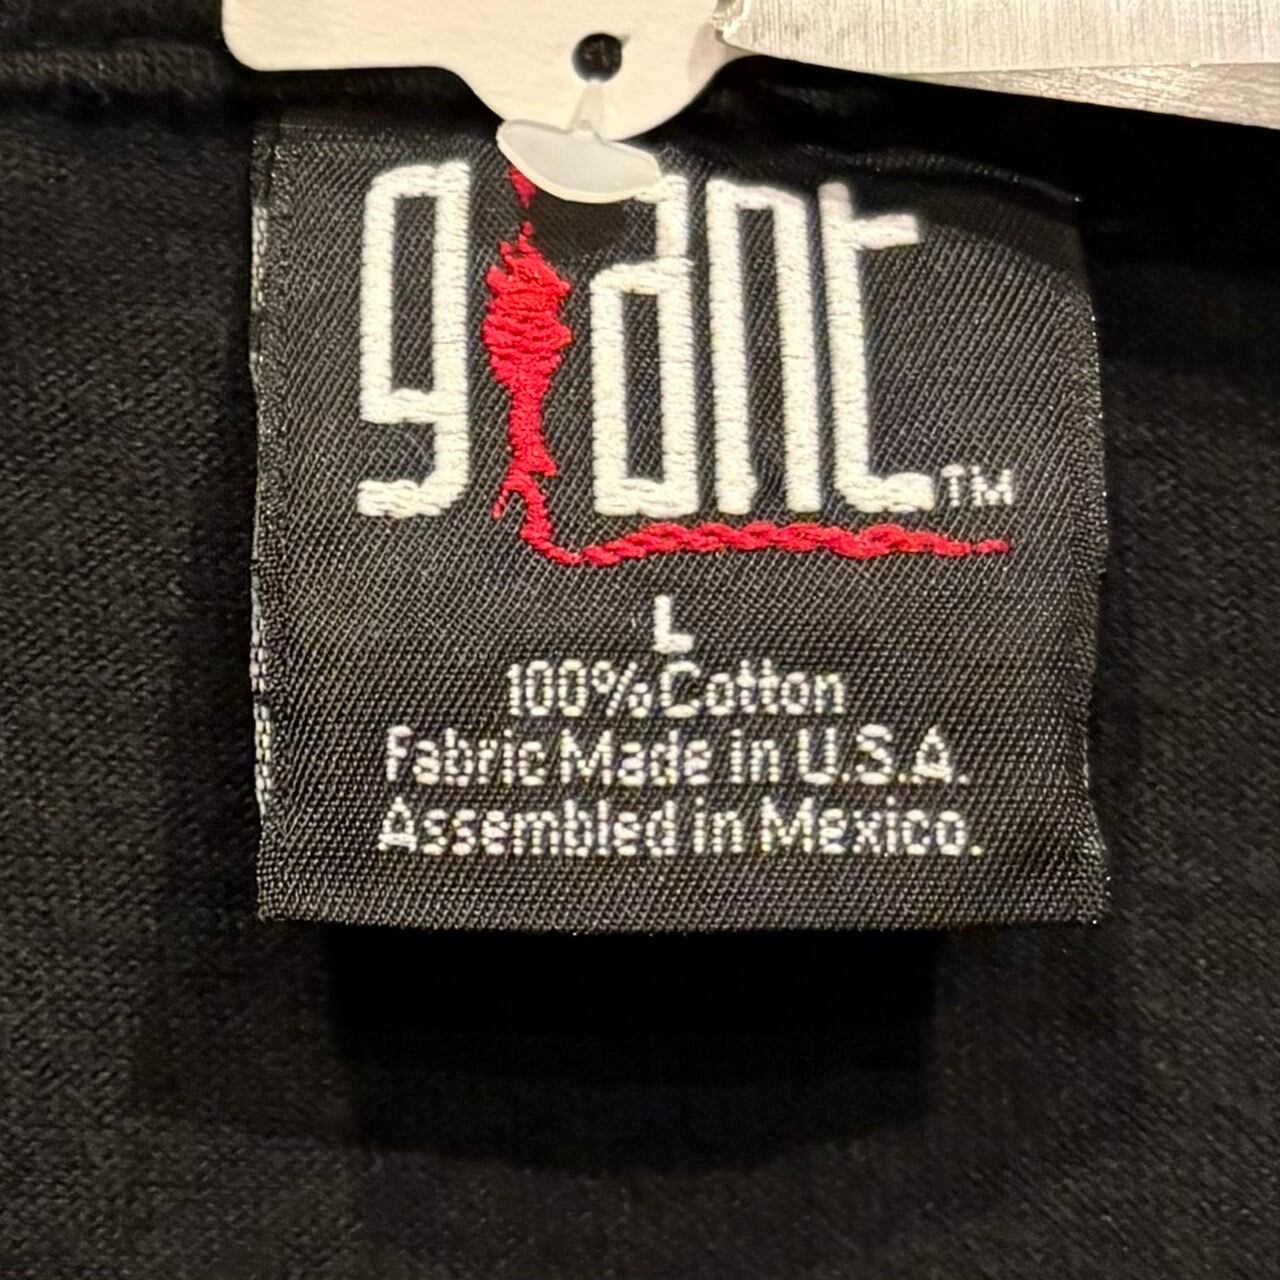 giant™
L
100% Cotton
Fabric Made in U.S.A.
Assembled in Mexico.